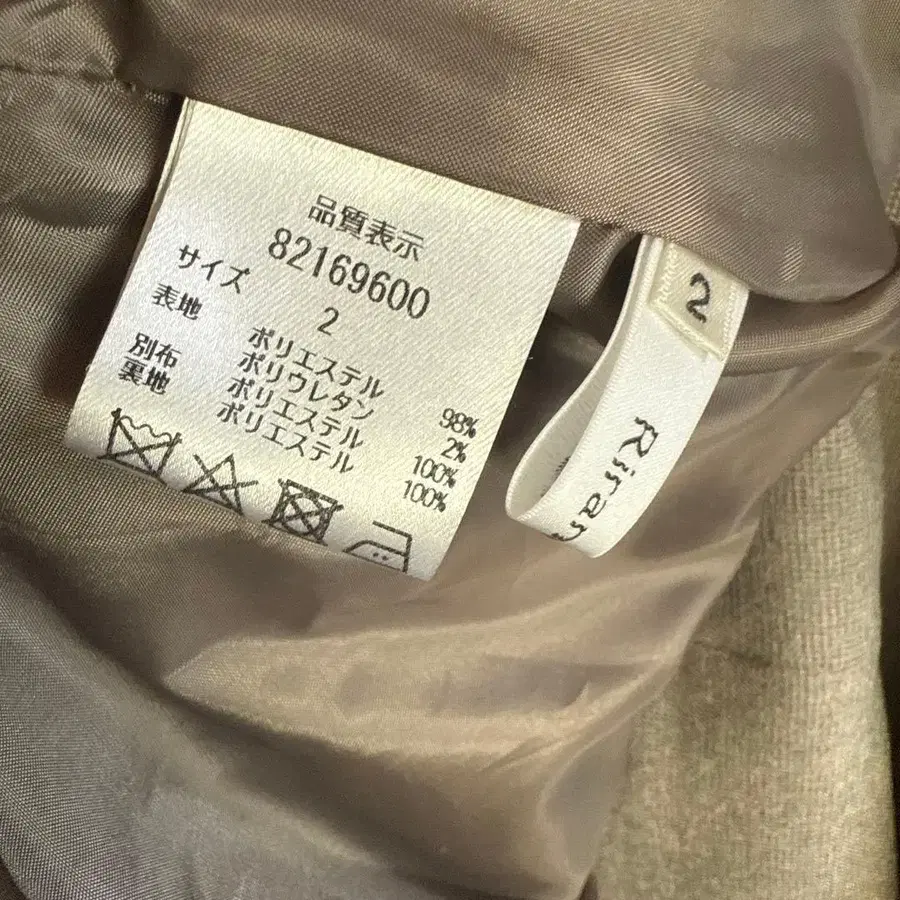 品質表示
82169600
サイズ 2
表地 ポリエステル 98%
ポリウレタン 2%
別布 ポリエステル 100%
裏地 ポリエステル 100%
2